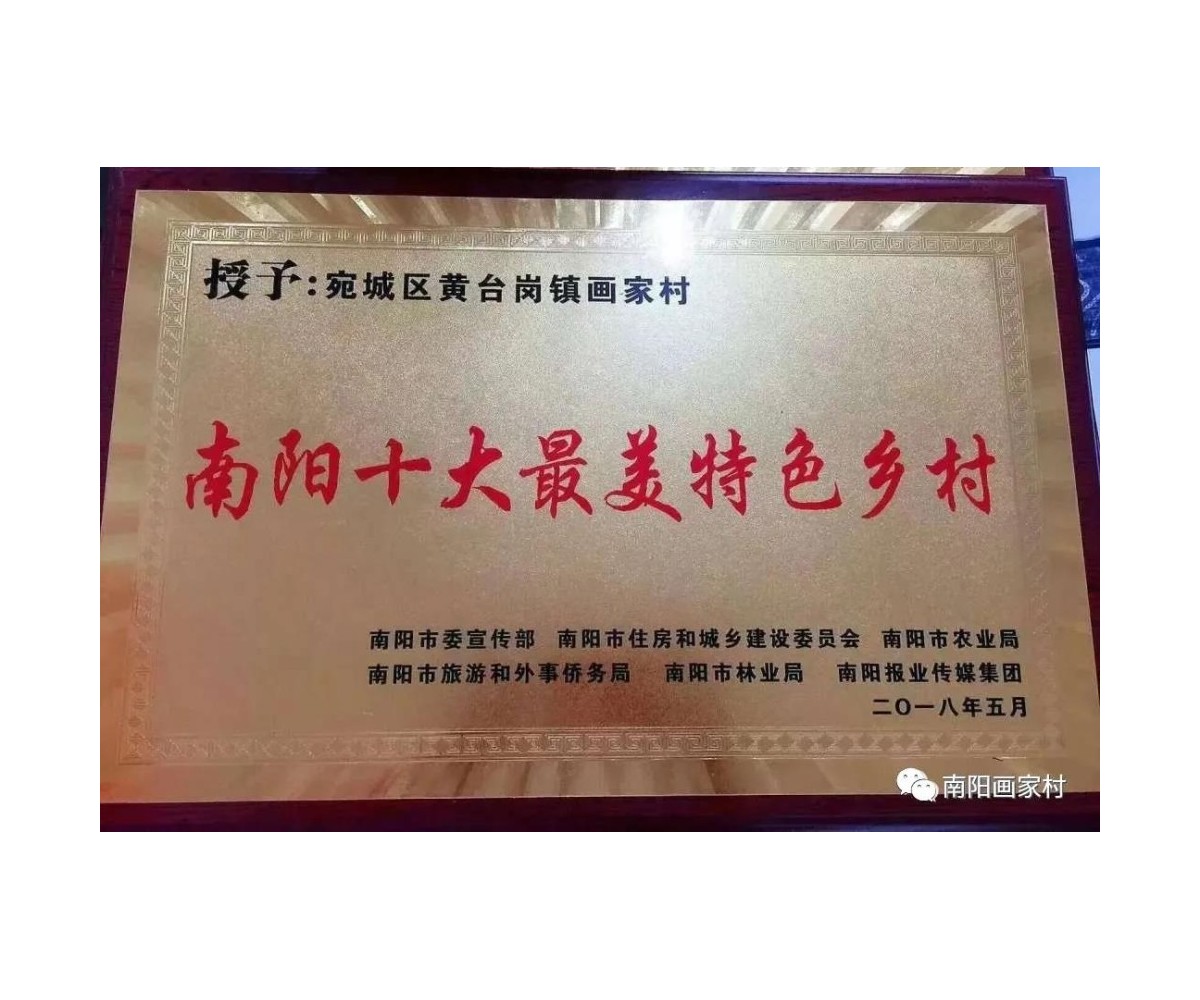 授予:宛城区黄台岗镇画家村
南阳十大最美特色乡村
南阳市委宣传部 南阳市住房和城乡建设委员会 南阳市农业局
南阳市旅游和外事侨务局 南阳市林业局 南阳报业传媒集团
二〇一八年五月
南阳画家村